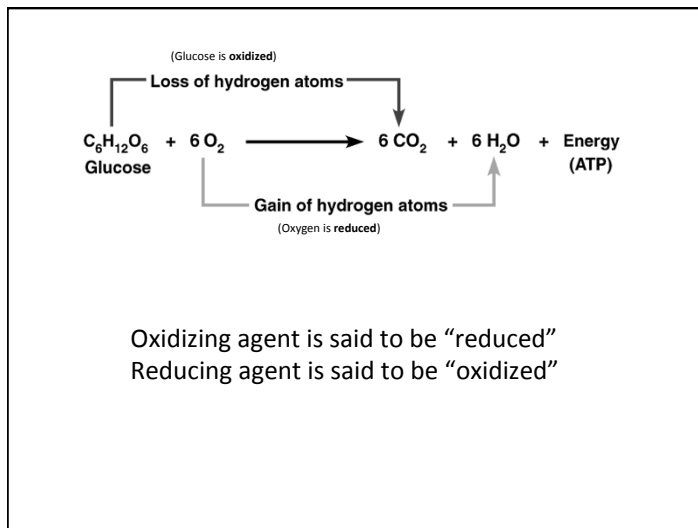 (Glucose is oxidized)
Loss of hydrogen atoms
C₆H₁₂O₆ + 6 O₂ 6 CO₂ + 6 H₂O + Energy
Glucose (ATP)
Gain of hydrogen atoms
(Oxygen is reduced)
Oxidizing agent is said to be “reduced”
Reducing agent is said to be “oxidized”